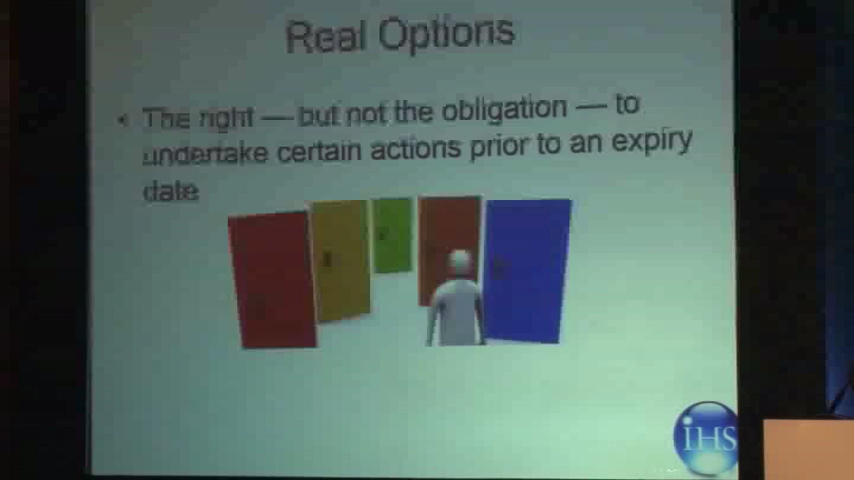 Real Options
• The right — but not the obligation — to
undertake certain actions prior to an expiry
date
IHS